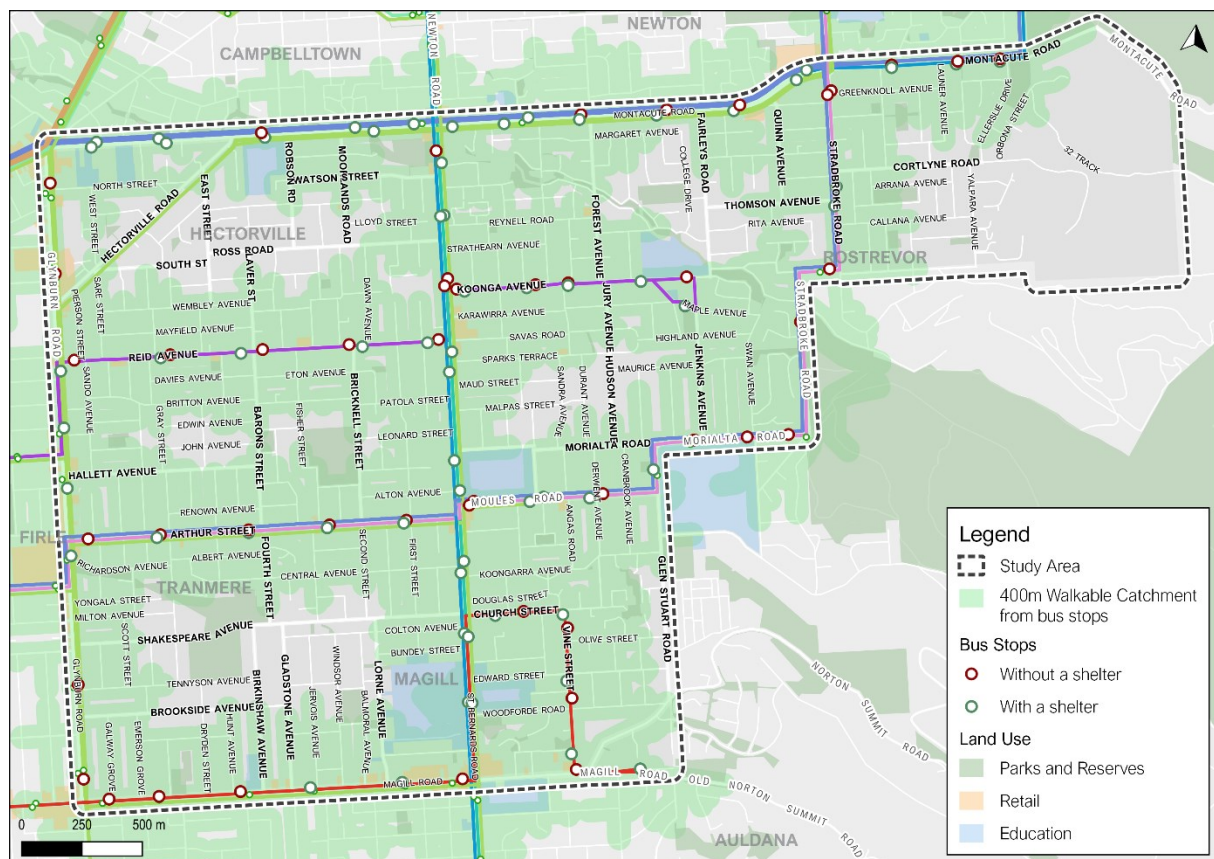 NEWTON
CAMPBELLTOWN
NEWTON ROAD
MONTACUTE ROAD
MONTACUTE ROAD
LAUNER AVENUE
ELLERSLIE DRIVE
ORBONA STREET
GREENKNOLL AVENUE
MONTACUTE ROAD
MARGARET AVENUE
FAIRLEYS ROAD
COLLEGE DRIVE
QUINN AVENUE
STRADBROKE ROAD
CORTLYNE ROAD
32 TRACK
ARRANA AVENUE
YALPARA AVENUE
CALLANA AVENUE
THOMSON AVENUE
RITA AVENUE
ROBSON RD
WATSON STREET
MOORLANDS ROAD
NORTH STREET
WEST STREET
HECTORVILLE ROAD
EAST STREET
HECTORVILLE
LLOYD STREET
ROSS ROAD
SOUTH ST
LAVER ST
REYNELL ROAD
FOREST AVENUE
STRATHEARN AVENUE
ROSTREVOR
GLYNBURN ROAD
PIERSON STREET
SARE STREET
WEMBLEY AVENUE
DAWN AVENUE
KOONGA AVENUE
JURY AVENUE
MAPLE AVENUE
STRADBROKE ROAD
KARAWIRRA AVENUE
MAYFIELD AVENUE
SAVAS ROAD
HIGHLAND AVENUE
REID AVENUE
SPARKS TERRACE
HUDSON AVENUE
MAURICE AVENUE
JENKINS AVENUE
SWAN AVENUE
SANDO AVENUE
DAVIES AVENUE
ETON AVENUE
MAUD STREET
SANDRA AVENUE
DURANT AVENUE
BRITTON AVENUE
GRAY STREET
EDWIN AVENUE
BARONS STREET
FISHER STREET
BRICKNELL STREET
PATOLA STREET
MALPAS STREET
JOHN AVENUE
LEONARD STREET
MORIALTA ROAD
MORIALTA ROAD
HALLETT AVENUE
DERWENT AVENUE
CRANBROOK AVENUE
ALTON AVENUE
MOULES ROAD
RENOWN AVENUE
ANGAS ROAD
FIRL
ARTHUR STREET
ALBERT AVENUE
RICHARDSON AVENUE
FOURTH STREET
SECOND STREET
FIRST STREET
CENTRAL AVENUE
KOONGARRA AVENUE
GLEN STUART ROAD
TRANMERE
YONGALA STREET
MILTON AVENUE
DOUGLAS STREET
CHURCH STREET
SCOTT STREET
SHAKESPEARE AVENUE
COLTON AVENUE
VINE STREET
OLIVE STREET
BUNDEY STREET
WINDSOR AVENUE
LORNE AVENUE
GLYNBURN ROAD
TENNYSON AVENUE
GLADSTONE AVENUE
MAGILL
EDWARD STREET
BROOKSIDE AVENUE
BIRKINSHAW AVENUE
JERVOIS AVENUE
BALMORAL AVENUE
ST BERNARDS ROAD
WOODFORDE ROAD
GALWAY GROVE
EMERSON GROVE
DRYDEN STREET
HUNT AVENUE
MAGILL ROAD
MAGILL ROAD
OLD NORTON SUMMIT ROAD
NORTON SUMMIT ROAD
AULDANA
0 250 500 m
Legend
Study Area
400m Walkable Catchment
from bus stops
Bus Stops
Without a shelter
With a shelter
Land Use
Parks and Reserves
Retail
Education